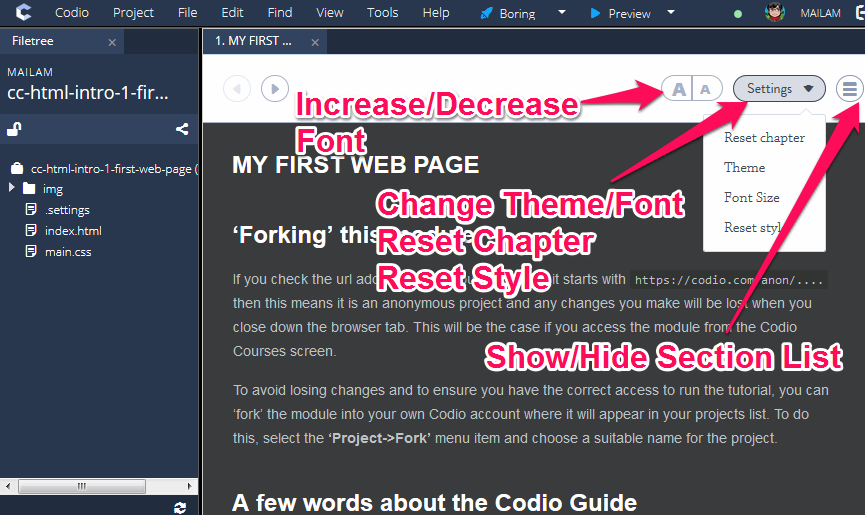 Codio Project File Edit Find View Tools Help Boring Preview MAILAM
Filetree
1. MY FIRST ...
MAILAM
cc-html-intro-1-fir...
cc-html-intro-1-first-web-page (
img
.settings
index.html
main.css
A A Settings
Increase/Decrease
Font
Reset chapter
Theme
Font Size
Reset
MY FIRST WEB PAGE
Change Theme/Font
Reset Chapter
Reset Style
‘Forking’ this
If you check the url it starts with https://codio.com/anon/....
then this means it is an anonymous project and any changes you make will be lost when you
close down the browser tab. This will be the case if you access the module from the Codio
Courses screen.
Show/Hide Section List
To avoid losing changes and to ensure you have the correct access to run the tutorial, you can
‘fork’ the module into your own Codio account where it will appear in your projects list. To do
this, select the ‘Project->Fork’ menu item and choose a suitable name for the project.
A few words about the Codio Guide